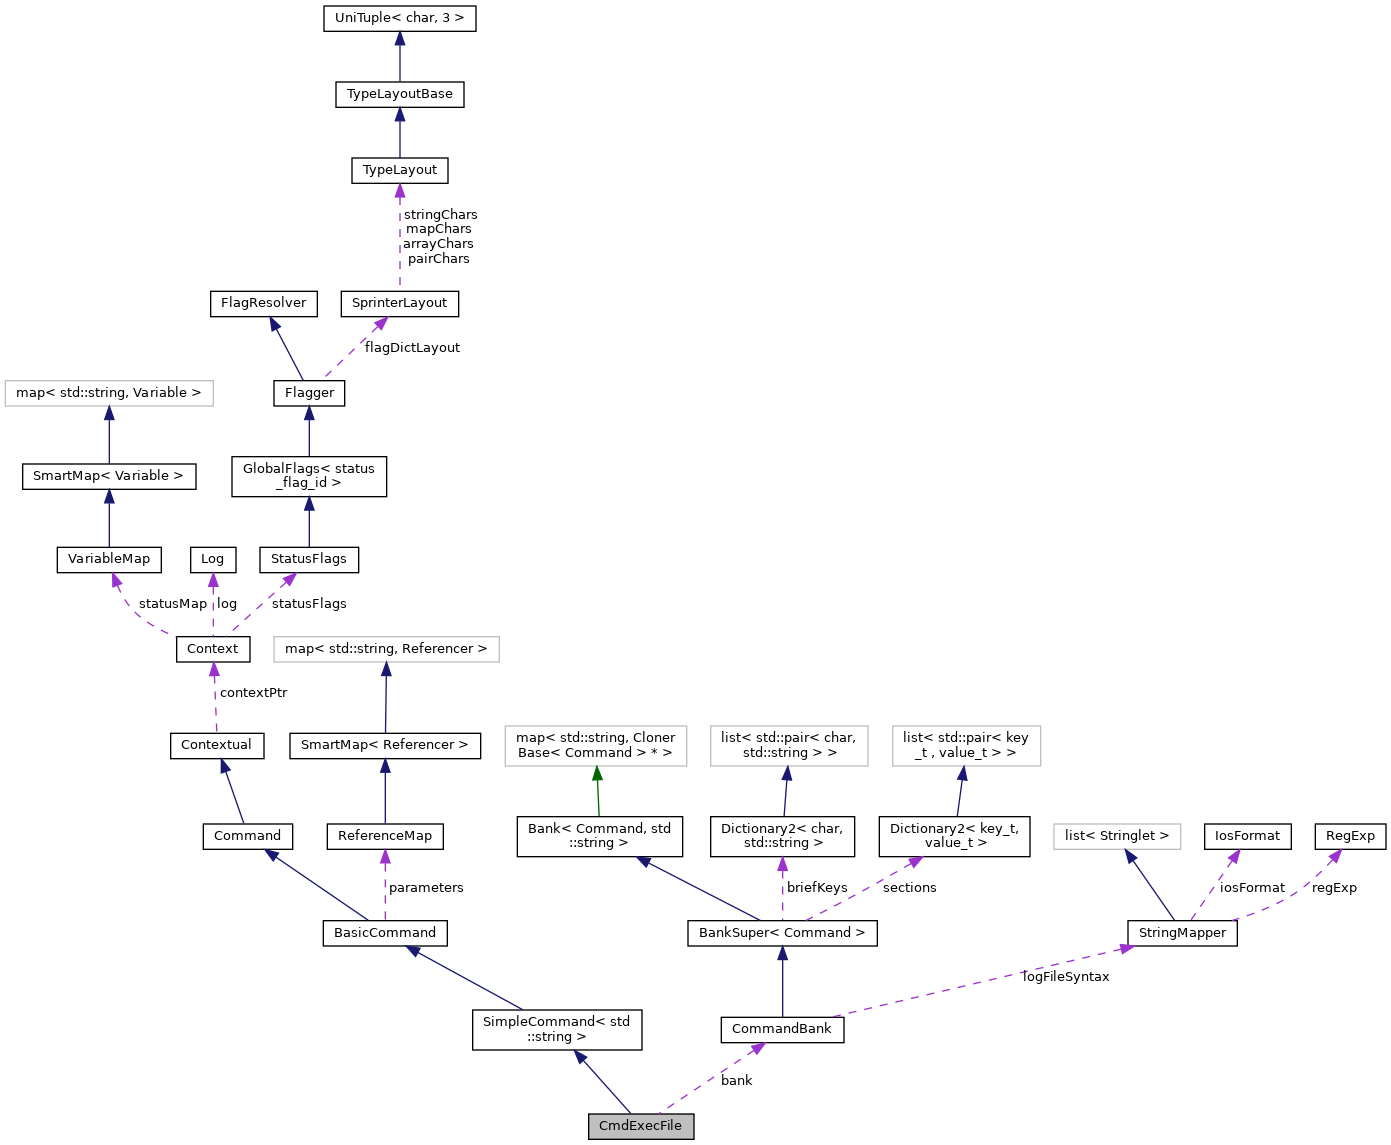 UniTuple< char, 3 >
TypeLayoutBase
TypeLayout
stringChars
mapChars
arrayChars
pairChars
FlagResolver
SprinterLayout
flagDictLayout
map< std::string, Variable >
Flagger
SmartMap< Variable >
GlobalFlags< status
_flag_id >
VariableMap
Log
StatusFlags
statusMap
log
statusFlags
Context
map< std::string, Referencer >
contextPtr
Contextual
SmartMap< Referencer >
map< std::string, Cloner
Base< Command > * >
list< std::pair< char,
std::string > >
list< std::pair< key
_t , value_t > >
Command
ReferenceMap
Bank< Command, std
::string >
Dictionary2< char,
std::string >
Dictionary2< key_t,
value_t >
list< Stringlet >
IosFormat
RegExp
parameters
briefKeys
sections
iosFormat
regExp
BasicCommand
BankSuper< Command >
StringMapper
logFileSyntax
SimpleCommand< std
::string >
CommandBank
bank
CmdExecFile